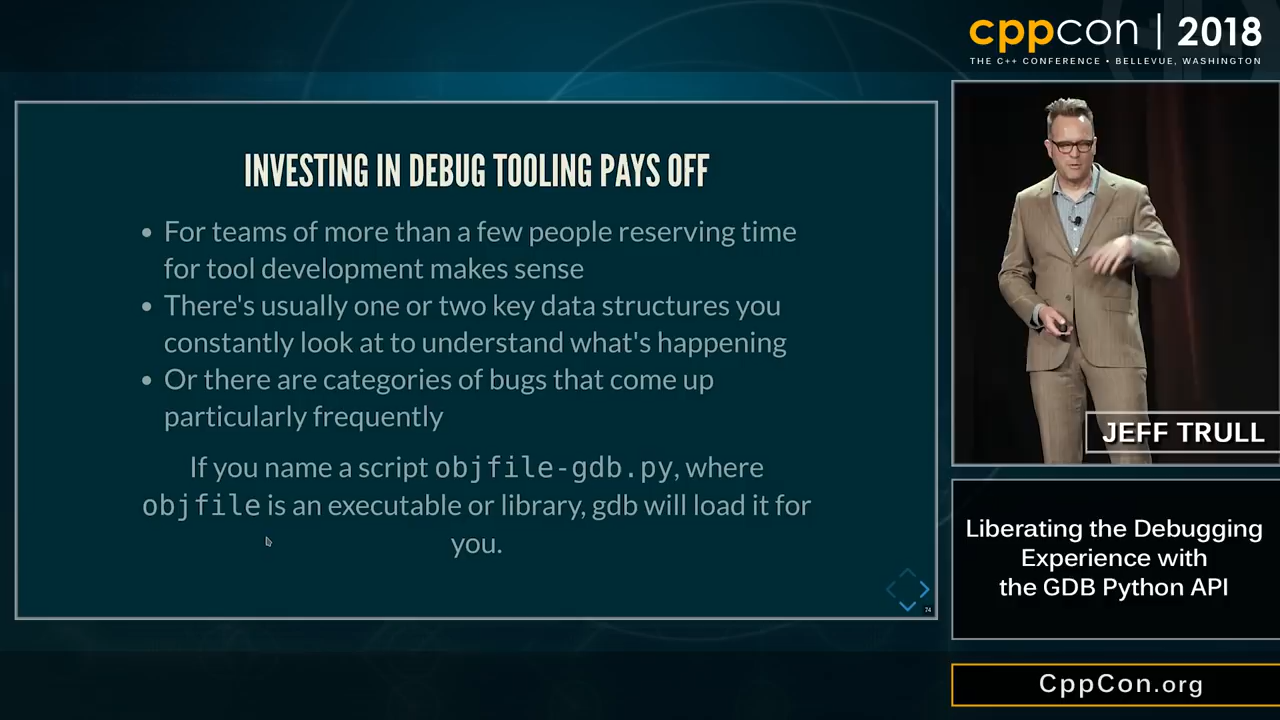 cppcon | 2018
THE C++ CONFERENCE • BELLEVUE, WASHINGTON
INVESTING IN DEBUG TOOLING PAYS OFF
• For teams of more than a few people reserving time
for tool development makes sense
• There's usually one or two key data structures you
constantly look at to understand what's happening
• Or there are categories of bugs that come up
particularly frequently
If you name a script objfile-gdb.py, where
objfile is an executable or library, gdb will load it for
you.
74
JEFF TRULL
Liberating the Debugging
Experience with
the GDB Python API
CppCon.org